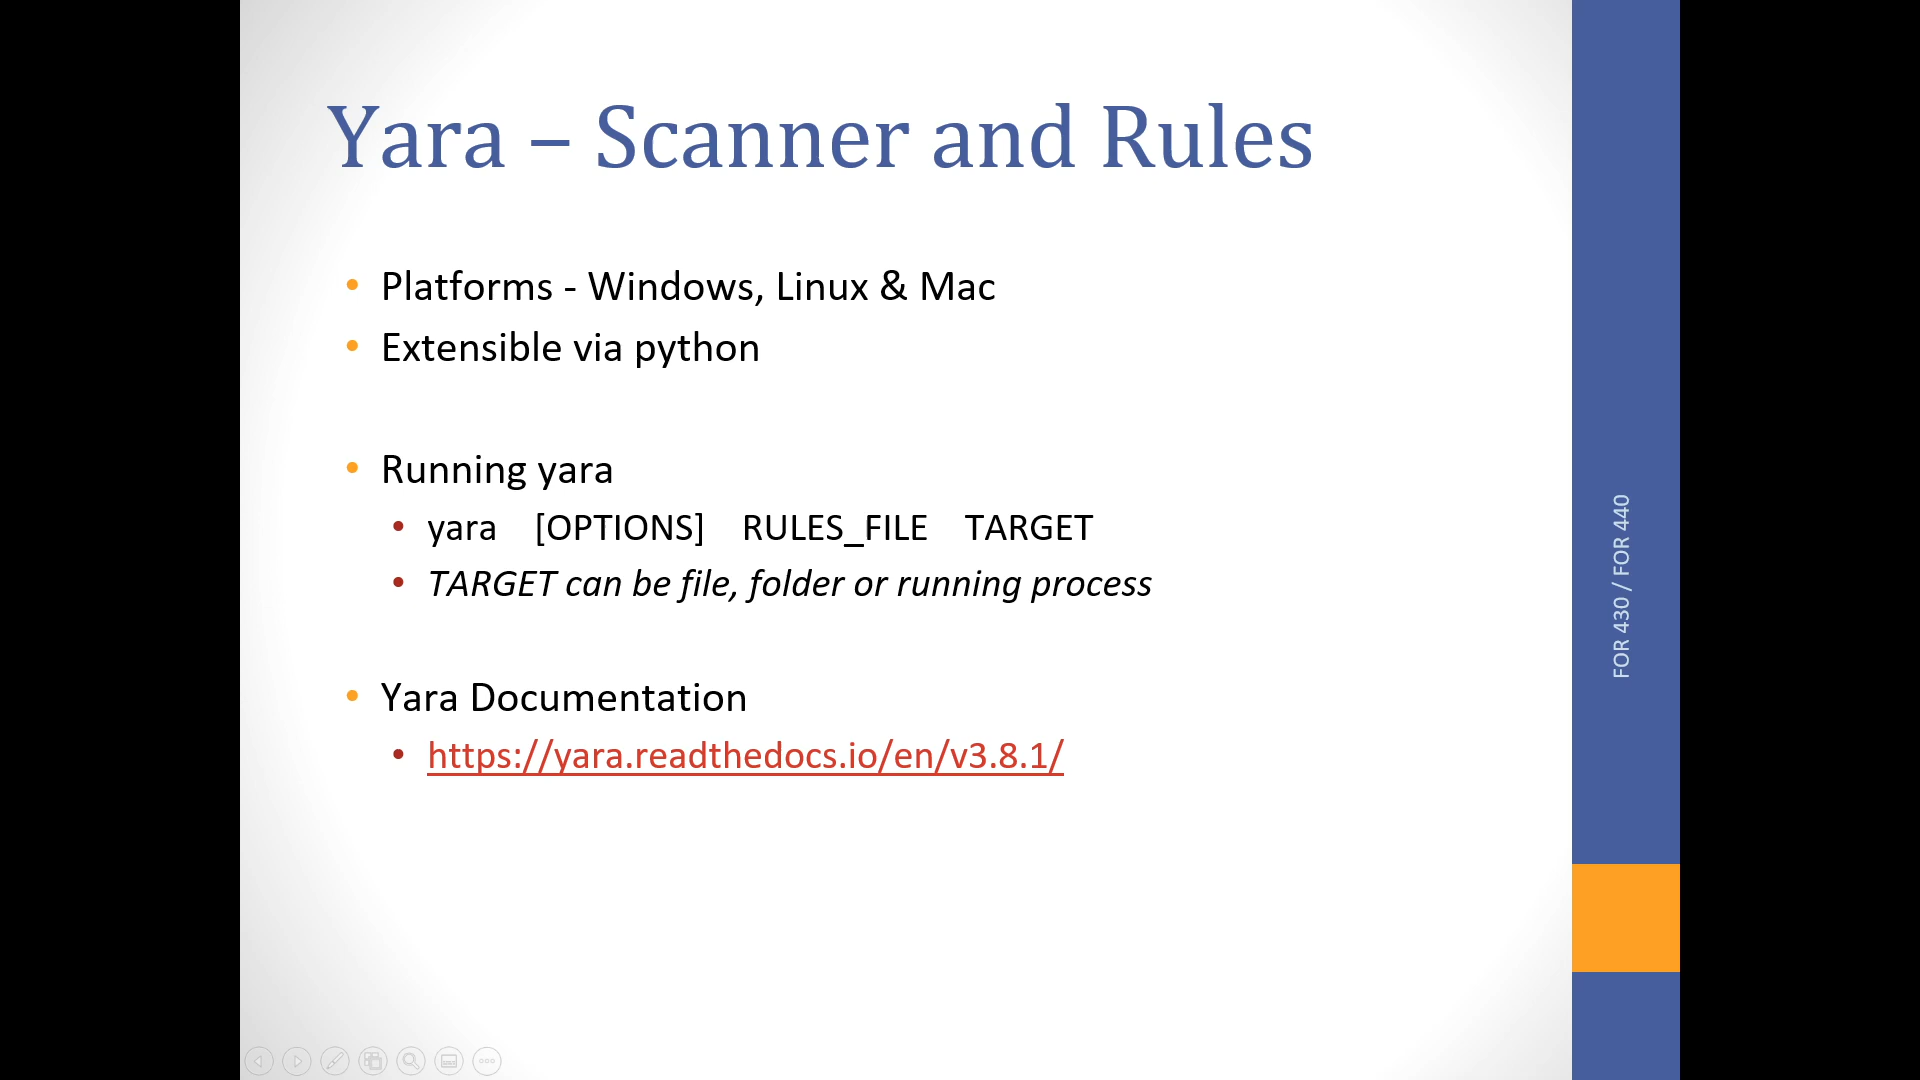 Yara – Scanner and Rules
• Platforms - Windows, Linux & Mac
• Extensible via python
• Running yara
• yara [OPTIONS] RULES_FILE TARGET
• TARGET can be file, folder or running process
• Yara Documentation
• https://yara.readthedocs.io/en/v3.8.1/
FOR 430 / FOR 440